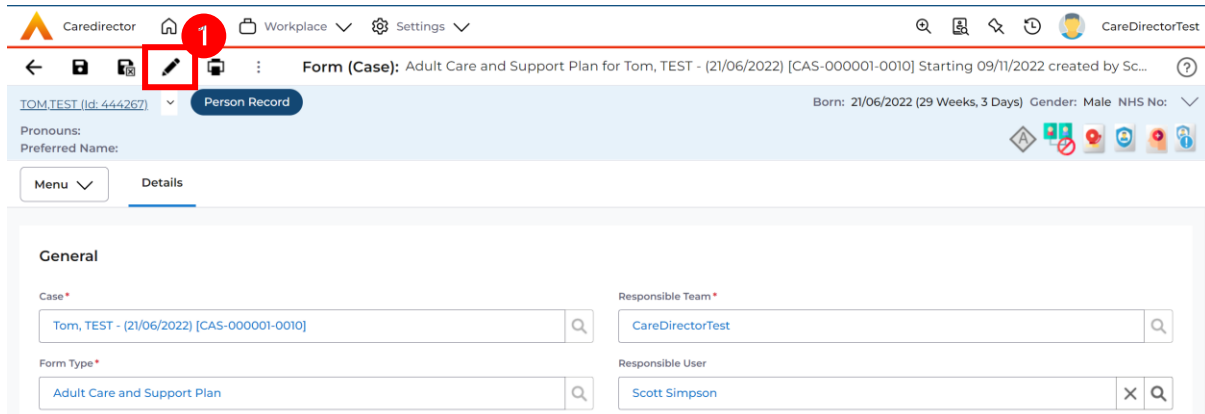 Caredirector 1 Workplace Settings CareDirectorTest
Form (Case): Adult Care and Support Plan for Tom, TEST - (21/06/2022) [CAS-000001-0010] Starting 09/11/2022 created by Sc...
TOM,TEST (Id: 444267) Person Record Born: 21/06/2022 (29 Weeks, 3 Days) Gender: Male NHS No:
Pronouns:
Preferred Name:
Menu Details
General
Case* Responsible Team*
Tom, TEST - (21/06/2022) [CAS-000001-0010] CareDirectorTest
Form Type* Responsible User
Adult Care and Support Plan Scott Simpson